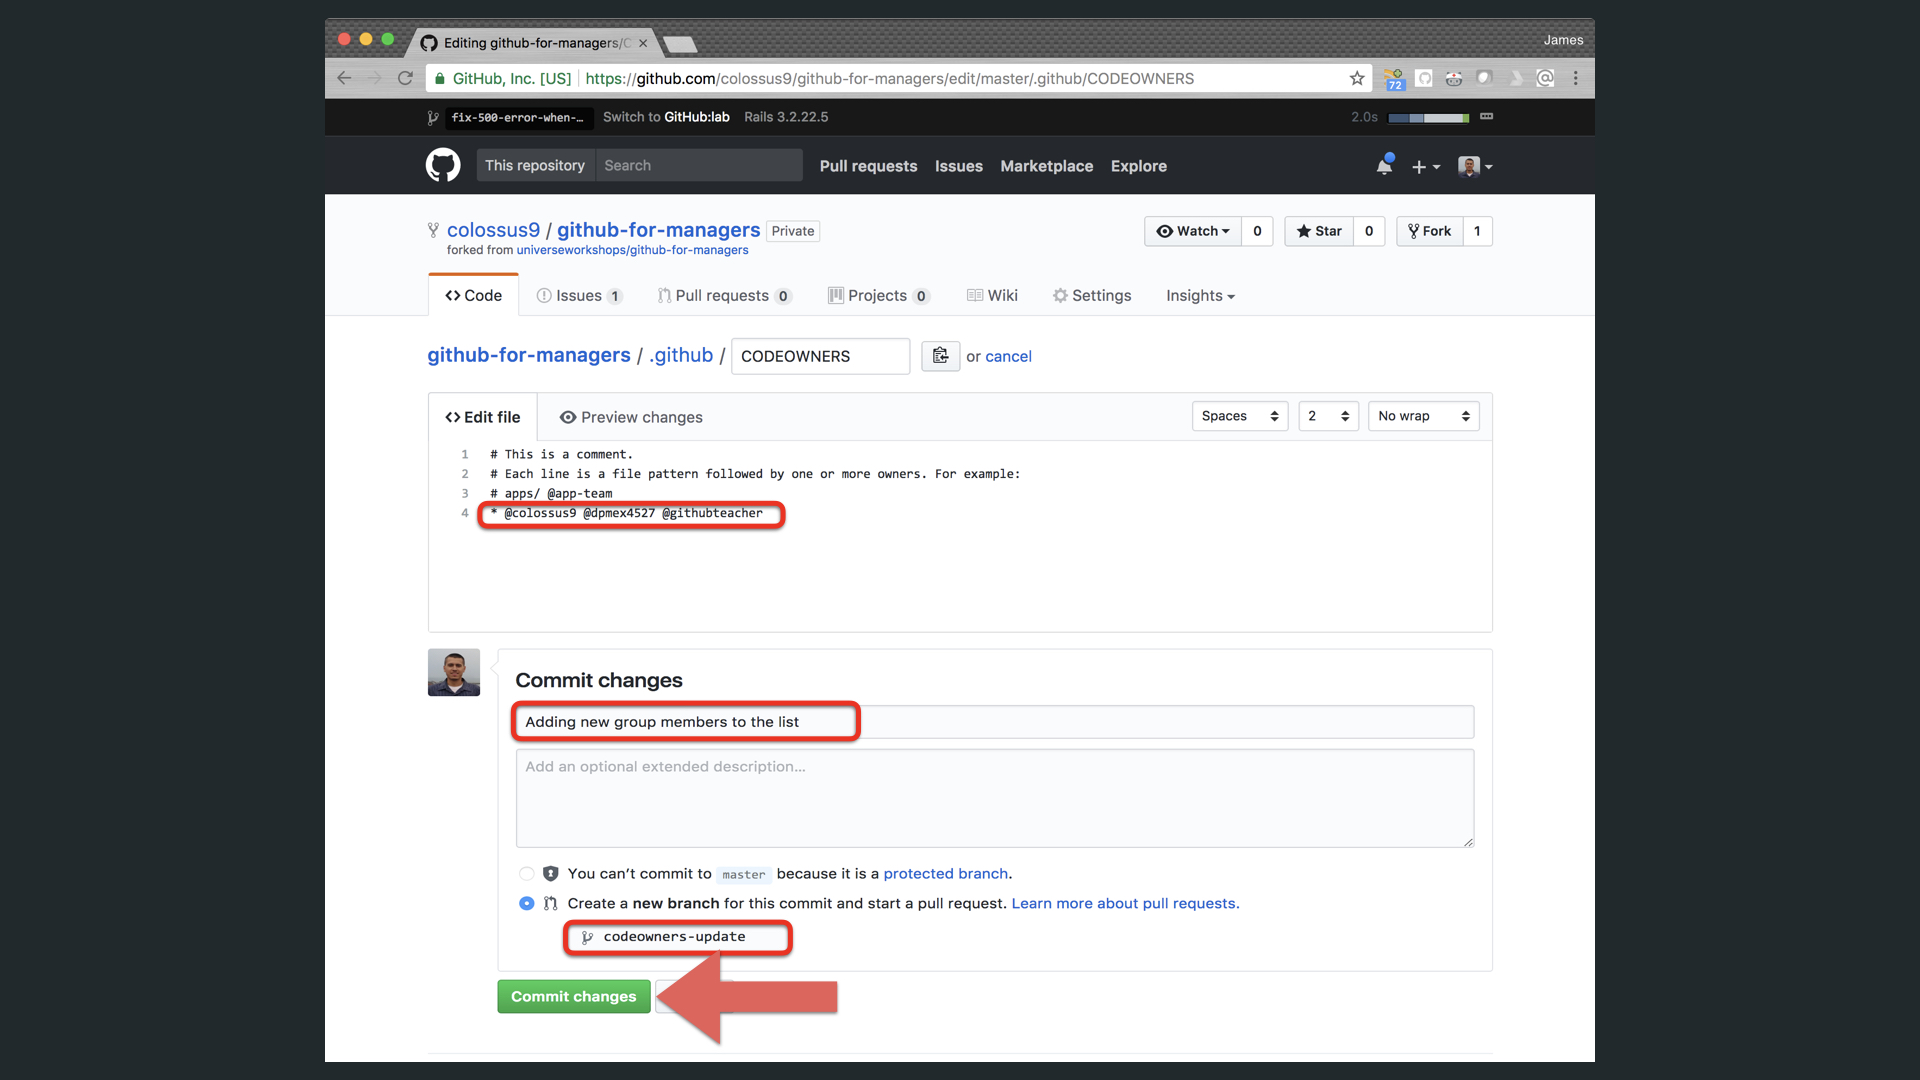 Editing github-for-managers/C
James
GitHub, Inc. [US] https://github.com/colossus9/github-for-managers/edit/master/.github/CODEOWNERS
72
fix-500-error-when-… Switch to GitHub:lab Rails 3.2.22.5 2.0s
This repository Search Pull requests Issues Marketplace Explore
colossus9 / github-for-managers Private
Watch 0 Star 0 Fork 1
forked from universeworkshops/github-for-managers
Code Issues 1 Pull requests 0 Projects 0 Wiki Settings Insights
github-for-managers / .github / CODEOWNERS or cancel
Edit file Preview changes Spaces 2 No wrap
1 # This is a comment.
2 # Each line is a file pattern followed by one or more owners. For example:
3 # apps/ @app-team
4 * @colossus9 @dpmex4527 @githubteacher
Commit changes
Adding new group members to the list
Add an optional extended description…
You can’t commit to master because it is a protected branch.
Create a new branch for this commit and start a pull request. Learn more about pull requests.
codeowners-update
Commit changes